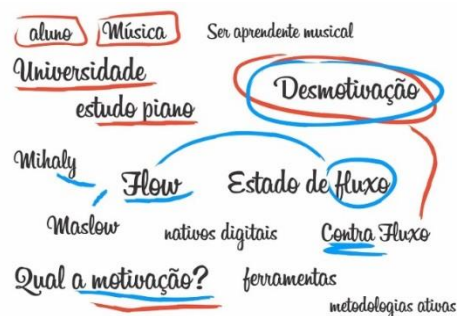 aluno Música Ser aprendente musical
Universidade
Desmotivação
estudo piano
Mihaly
Flow Estado de fluxo
Maslow nativos digitais Contra Fluxo
Qual a motivação? ferramentas
metodologias ativas